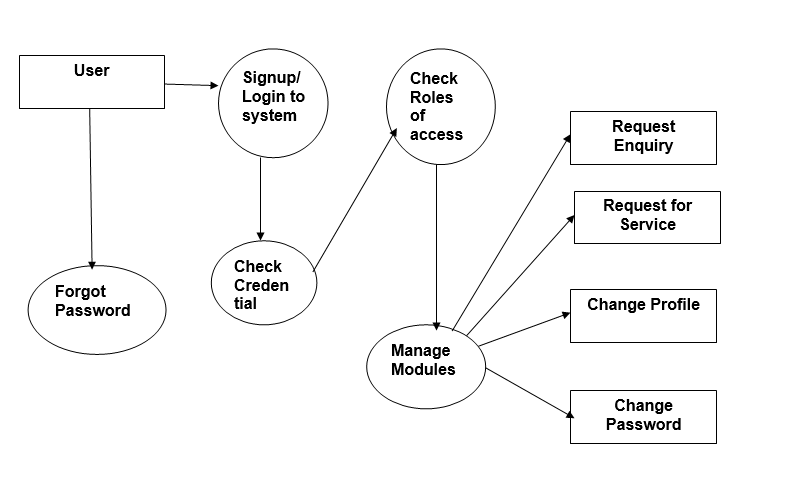 User
Signup/
Login to
system
Check
Roles
of
access
Request
Enquiry
Request for
Service
Check
Creden
tial
Forgot
Password
Change Profile
Manage
Modules
Change
Password